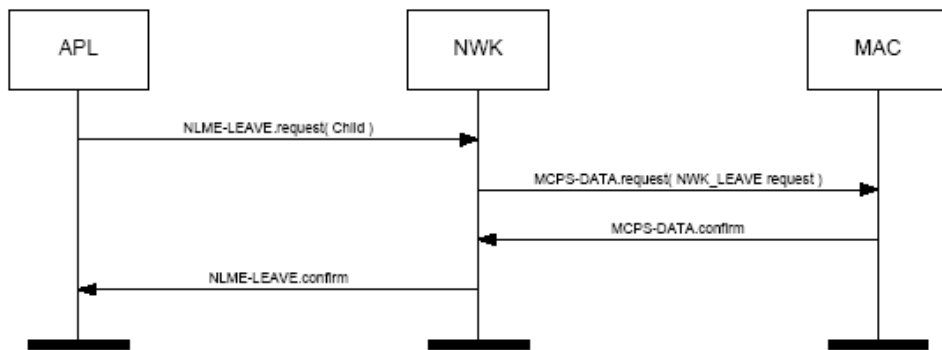 APL
NWK
MAC
NLME-LEAVE.request( Child )
MCPS-DATA.request( NWK_LEAVE request )
MCPS-DATA.confirm
NLME-LEAVE.confirm